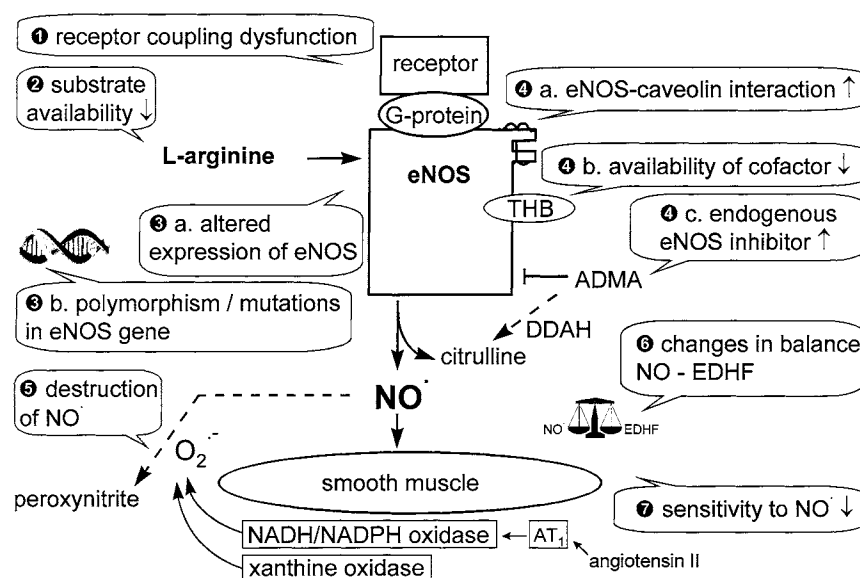 ❶ receptor coupling dysfunction
receptor
❷ substrate
availability ↓
G-protein
❹ a. eNOS-caveolin interaction ↑
L-arginine
eNOS
❹ b. availability of cofactor ↓
THB
❸ a. altered
expression of eNOS
❹ c. endogenous
eNOS inhibitor ↑
ADMA
❸ b. polymorphism / mutations
in eNOS gene
DDAH
citrulline
❻ changes in balance
NO - EDHF
❺ destruction
of NO·
NO·
NO·
EDHF
O₂·⁻
peroxynitrite
smooth muscle
❼ sensitivity to NO· ↓
NADH/NADPH oxidase
AT₁
angiotensin II
xanthine oxidase